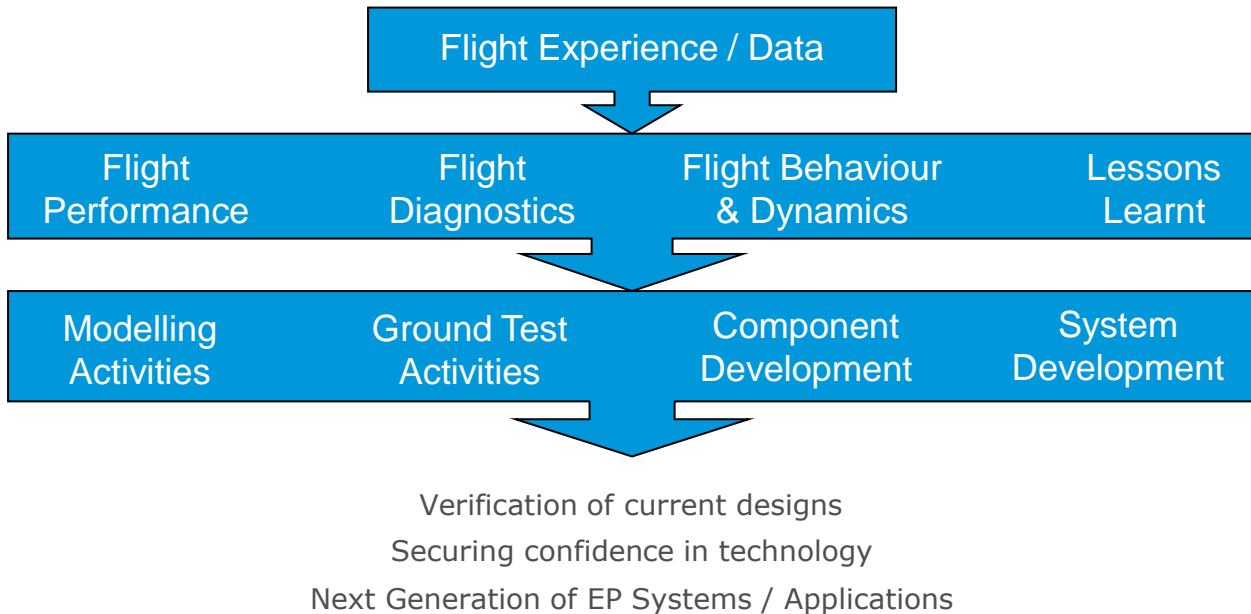 Flight Experience / Data
Flight Performance
Flight Diagnostics
Flight Behaviour & Dynamics
Lessons Learnt
Modelling Activities
Ground Test Activities
Component Development
System Development
Verification of current designs
Securing confidence in technology
Next Generation of EP Systems / Applications